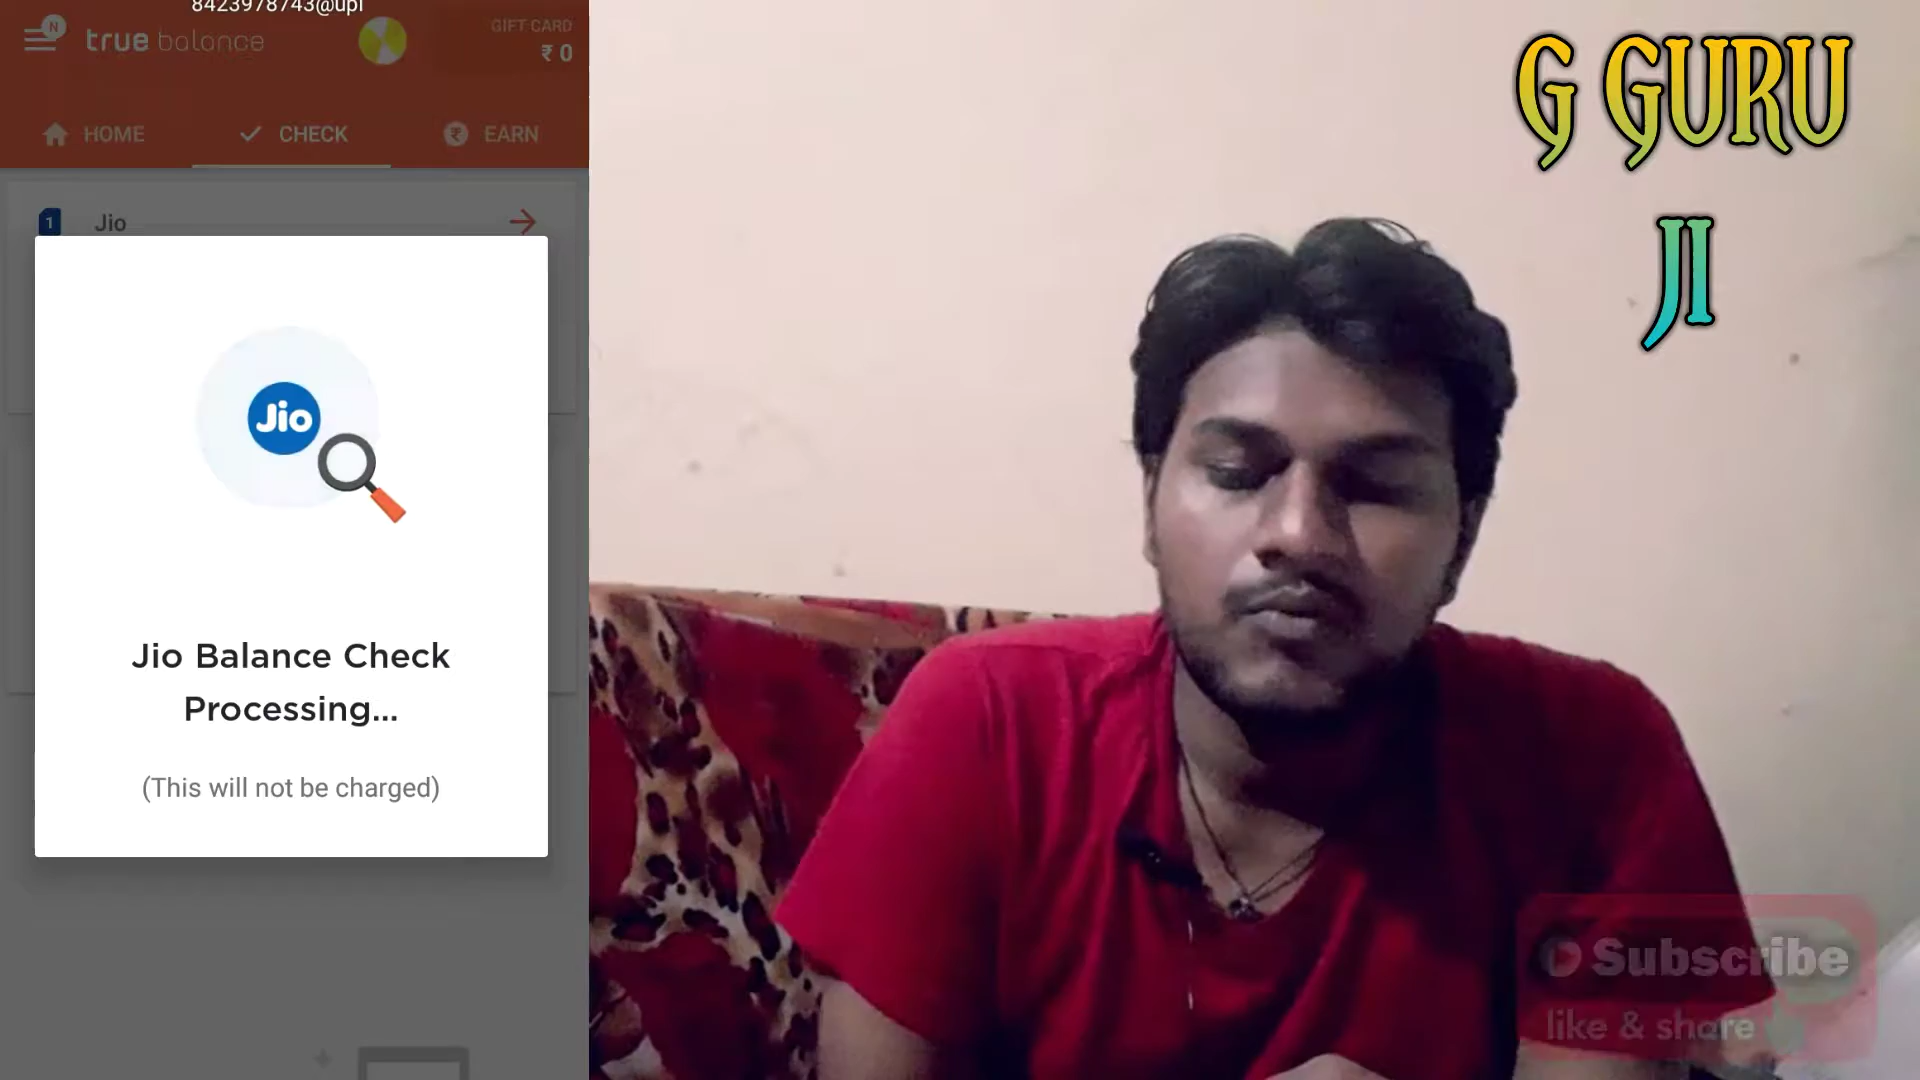 8423978743@upi
N
true balance
GIFT CARD
₹ 0
HOME
CHECK
EARN
1
Jio
Jio
Jio Balance Check
Processing...
(This will not be charged)
G GURU
JI
Subscribe
like & share